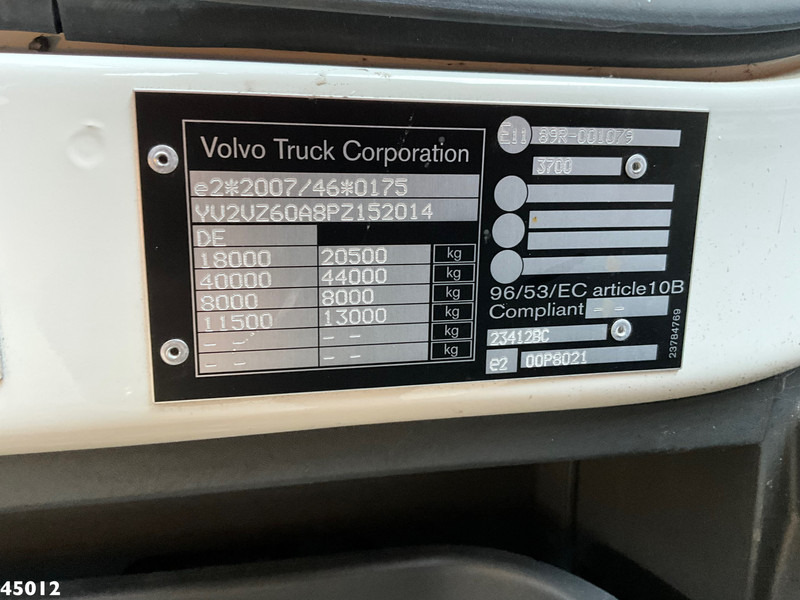 Volvo Truck Corporation
e2*2007/46*0175
YV2VZ60A8PZ152014
DE
18000 20500 kg
40000 44000 kg
8000 8000 kg
11500 13000 kg
- - - - kg
- - - - kg
E11 89R-001079
3700
96/53/EC article10B
Compliant - -
23412BC
e2 00P8021
23784769
45012